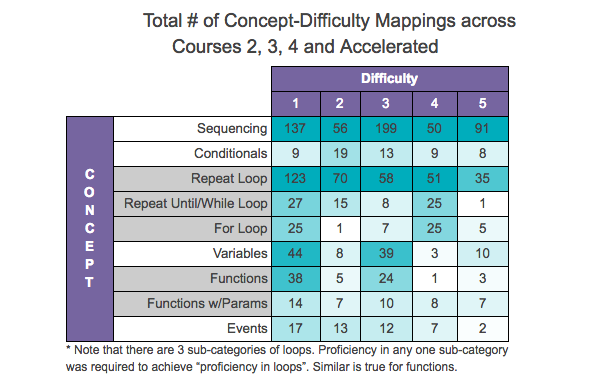 Total # of Concept-Difficulty Mappings across
Courses 2, 3, 4 and Accelerated
Difficulty
1 2 3 4 5
CONCEPT
Sequencing 137 56 199 50 91
Conditionals 9 19 13 9 8
Repeat Loop 123 70 58 51 35
Repeat Until/While Loop 27 15 8 25 1
For Loop 25 1 7 25 5
Variables 44 8 39 3 10
Functions 38 5 24 1 3
Functions w/Params 14 7 10 8 7
Events 17 13 12 7 2
* Note that there are 3 sub-categories of loops. Proficiency in any one sub-category
was required to achieve “proficiency in loops”. Similar is true for functions.